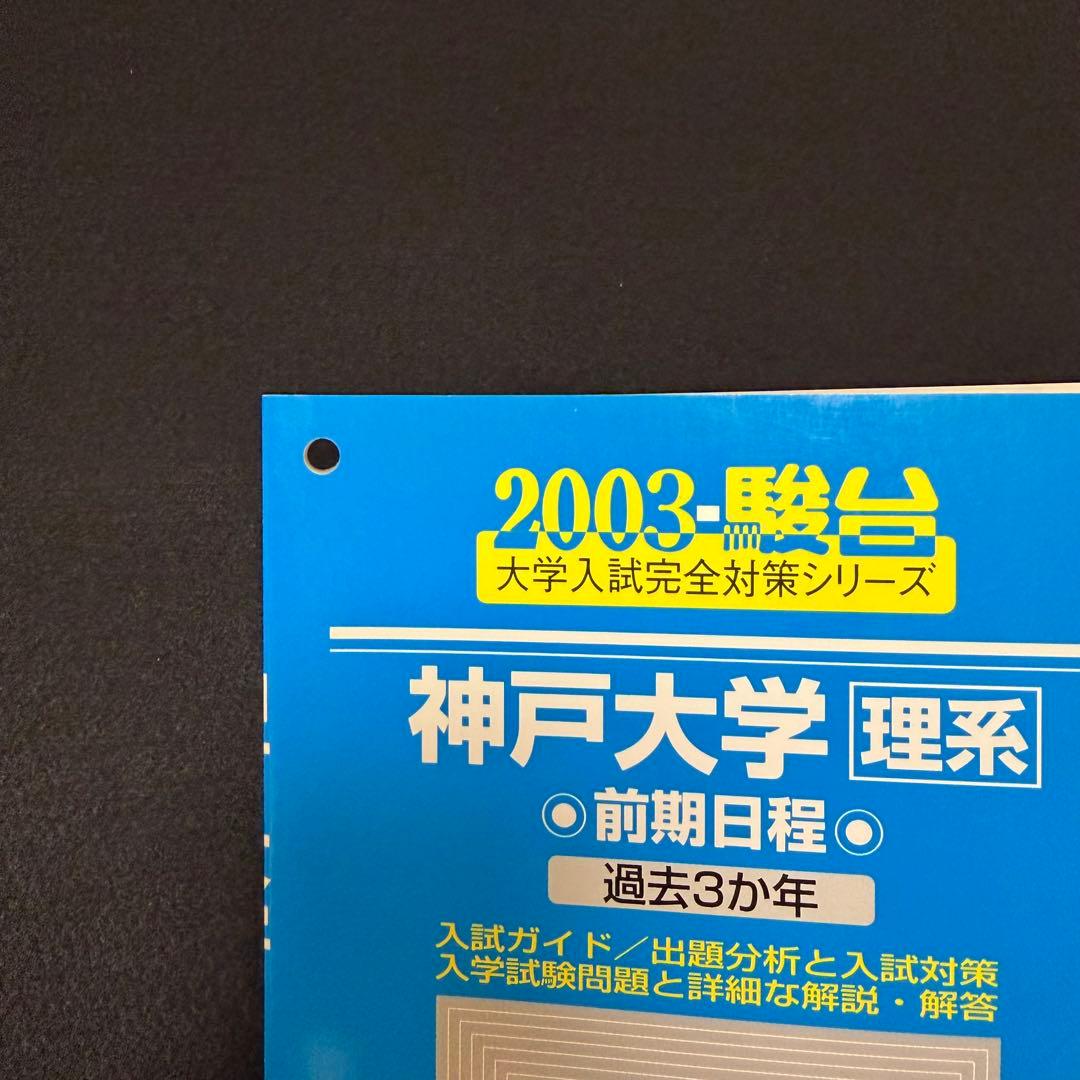 2003-駿台
大学入試完全対策シリーズ
神戸大学 理系
前期日程
過去3か年
入試ガイド／出題分析と入試対策
入学試験問題と詳細な解説・解答